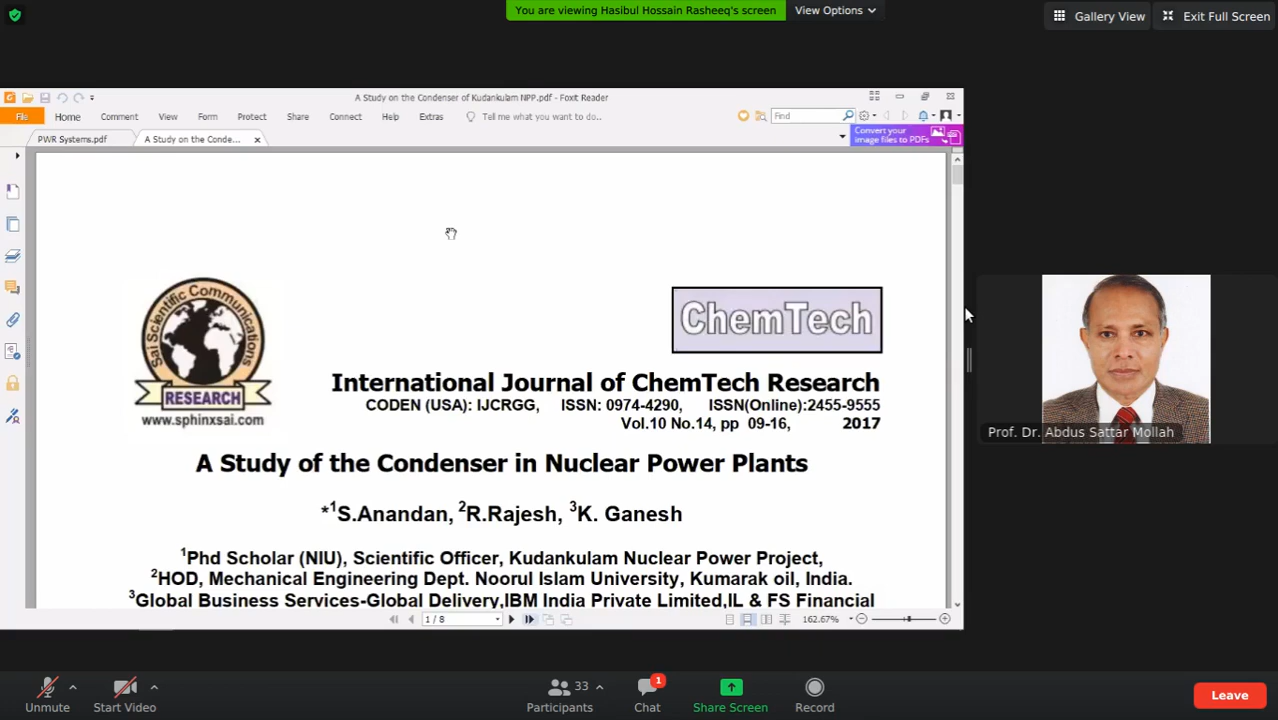 You are viewing Hasibul Hossain Rasheeq's screen
View Options
Gallery View
Exit Full Screen
A Study on the Condenser of Kudankulam NPP.pdf - Foxit Reader
File Home Comment View Form Protect Share Connect Help Extras Tell me what you want to do.. Find
PWR Systems.pdf
A Study on the Conde...
Convert your
image files to PDFs
Sai Scientific Communications
RESEARCH
www.sphinxsai.com
ChemTech
International Journal of ChemTech Research
CODEN (USA): IJCRGG, ISSN: 0974-4290, ISSN(Online):2455-9555
Vol.10 No.14, pp 09-16, 2017
A Study of the Condenser in Nuclear Power Plants
*1S.Anandan, 2R.Rajesh, 3K. Ganesh
1Phd Scholar (NIU), Scientific Officer, Kudankulam Nuclear Power Project,
2HOD, Mechanical Engineering Dept. Noorul Islam University, Kumarak oil, India.
3Global Business Services-Global Delivery,IBM India Private Limited,IL & FS Financial
1 / 8
162.67%
Prof. Dr. Abdus Sattar Mollah
Unmute
Start Video
33
Participants
1
Chat
Share Screen
Record
Leave